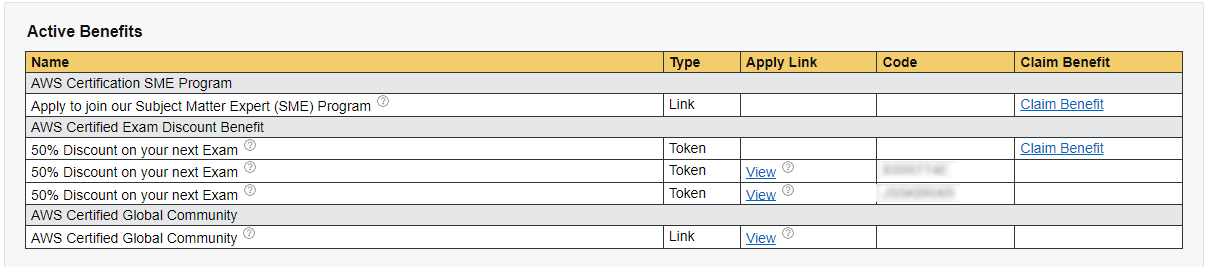 Active Benefits
Name Type Apply Link Code Claim Benefit
AWS Certification SME Program
Apply to join our Subject Matter Expert (SME) Program ? Link Claim Benefit
AWS Certified Exam Discount Benefit
50% Discount on your next Exam ? Token Claim Benefit
50% Discount on your next Exam ? Token View ?
50% Discount on your next Exam ? Token View ?
AWS Certified Global Community
AWS Certified Global Community ? Link View ?